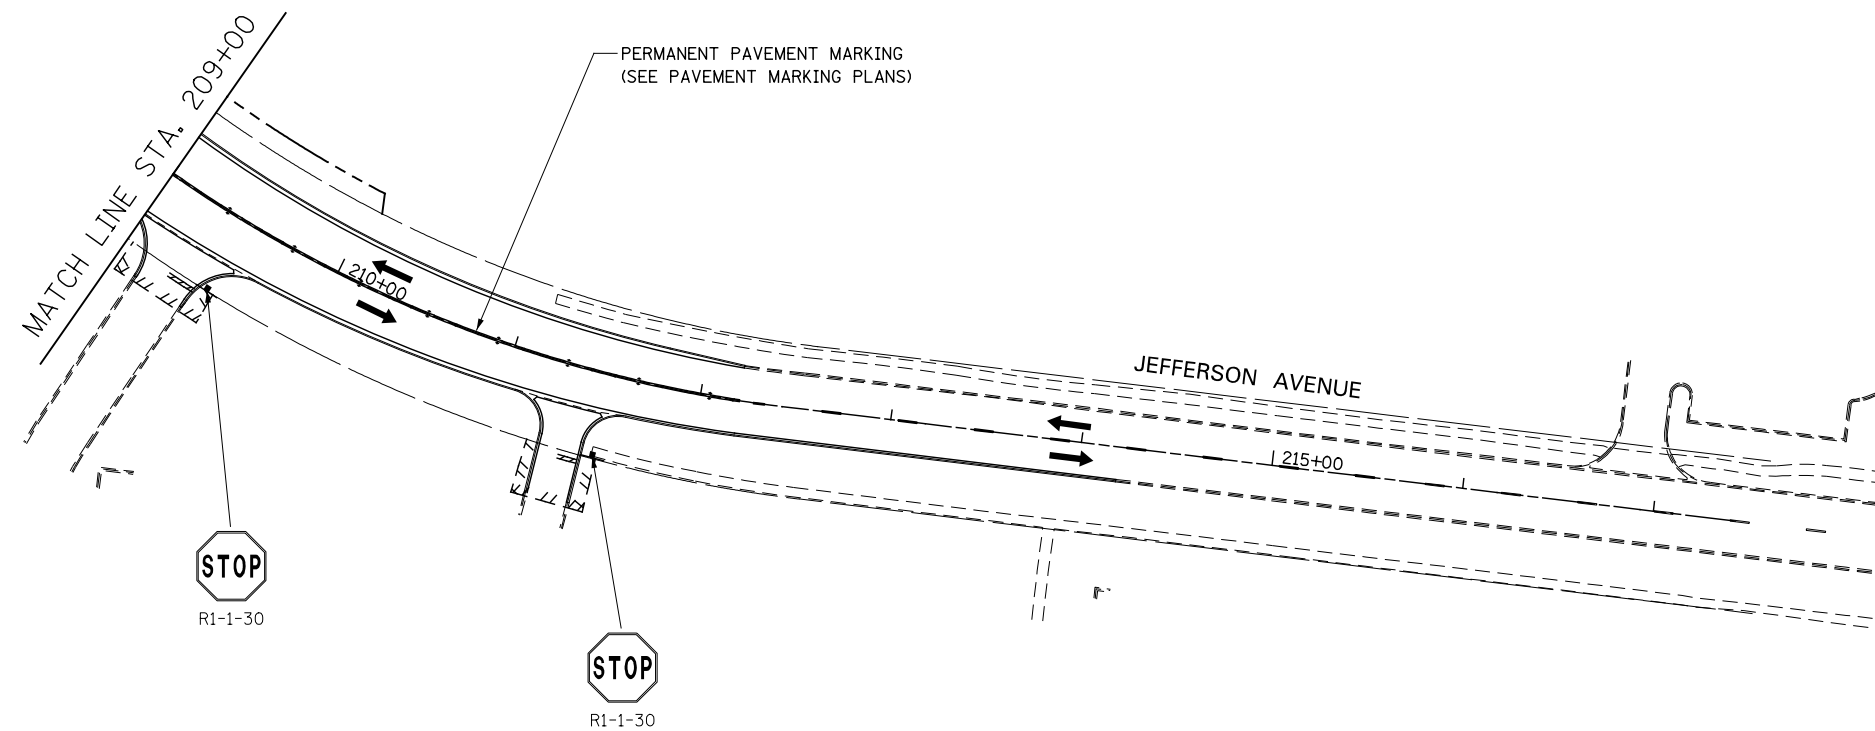 MATCH LINE STA. 209+00
PERMANENT PAVEMENT MARKING
(SEE PAVEMENT MARKING PLANS)
210+00
JEFFERSON AVENUE
215+00
STOP
R1-1-30
STOP
R1-1-30